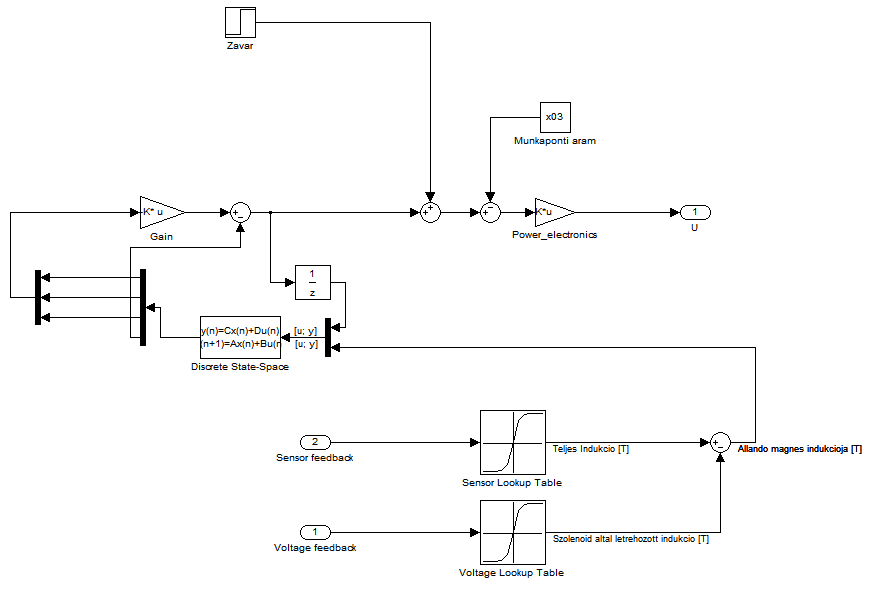 Zavar
x03
Munkaponti aram
K* u
Gain
+
-
+
+
+
-
K*u
Power_electronics
1
U
1
z
y(n)=Cx(n)+Du(n)
(n+1)=Ax(n)+Bu(n
Discrete State-Space
[u; y]
[u; y]
2
Sensor feedback
Sensor Lookup Table
Teljes Indukcio [T]
+
-
Allando magnes indukcioja [T]
1
Voltage feedback
Voltage Lookup Table
Szolenoid altal letrehozott indukcio [T]